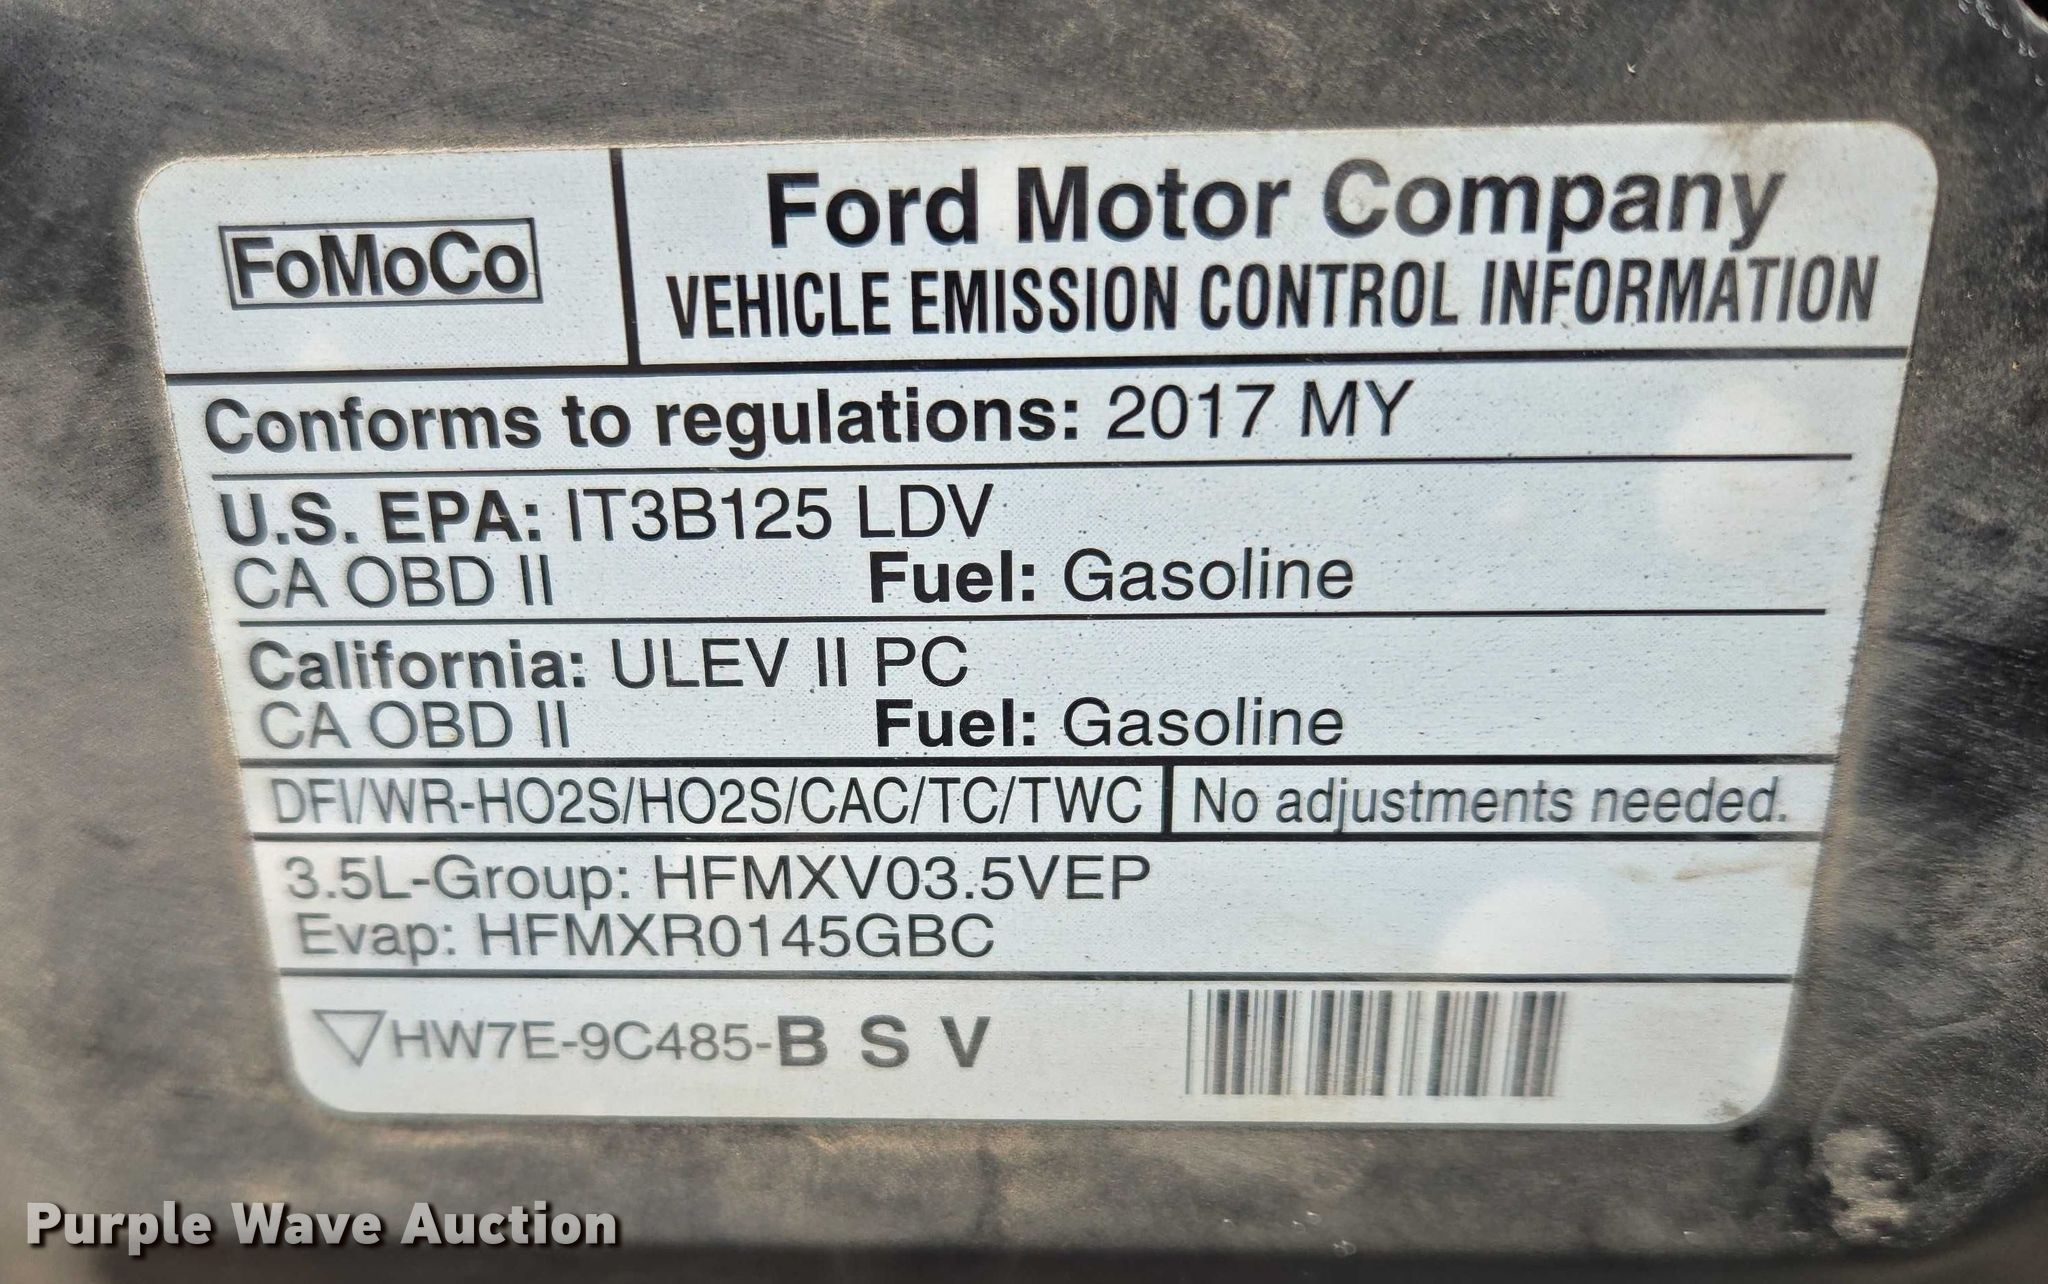 FoMoCo
Ford Motor Company
VEHICLE EMISSION CONTROL INFORMATION
Conforms to regulations: 2017 MY
U.S. EPA: IT3B125 LDV
CA OBD II Fuel: Gasoline
California: ULEV II PC
CA OBD II Fuel: Gasoline
DFI/WR-HO2S/HO2S/CAC/TC/TWC No adjustments needed.
3.5L-Group: HFMXV03.5VEP
Evap: HFMXR0145GBC
HW7E-9C485-B S V
Purple Wave Auction